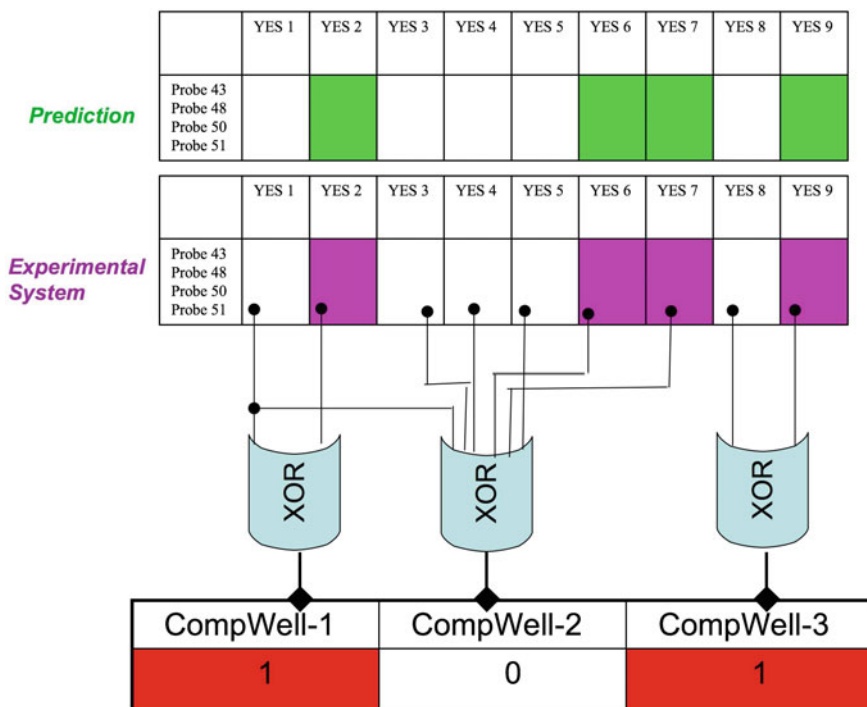 YES 1 YES 2 YES 3 YES 4 YES 5 YES 6 YES 7 YES 8 YES 9
Prediction
Probe 43
Probe 48
Probe 50
Probe 51
YES 1 YES 2 YES 3 YES 4 YES 5 YES 6 YES 7 YES 8 YES 9
Experimental
System
Probe 43
Probe 48
Probe 50
Probe 51
XOR XOR XOR
CompWell-1 CompWell-2 CompWell-3
1 0 1